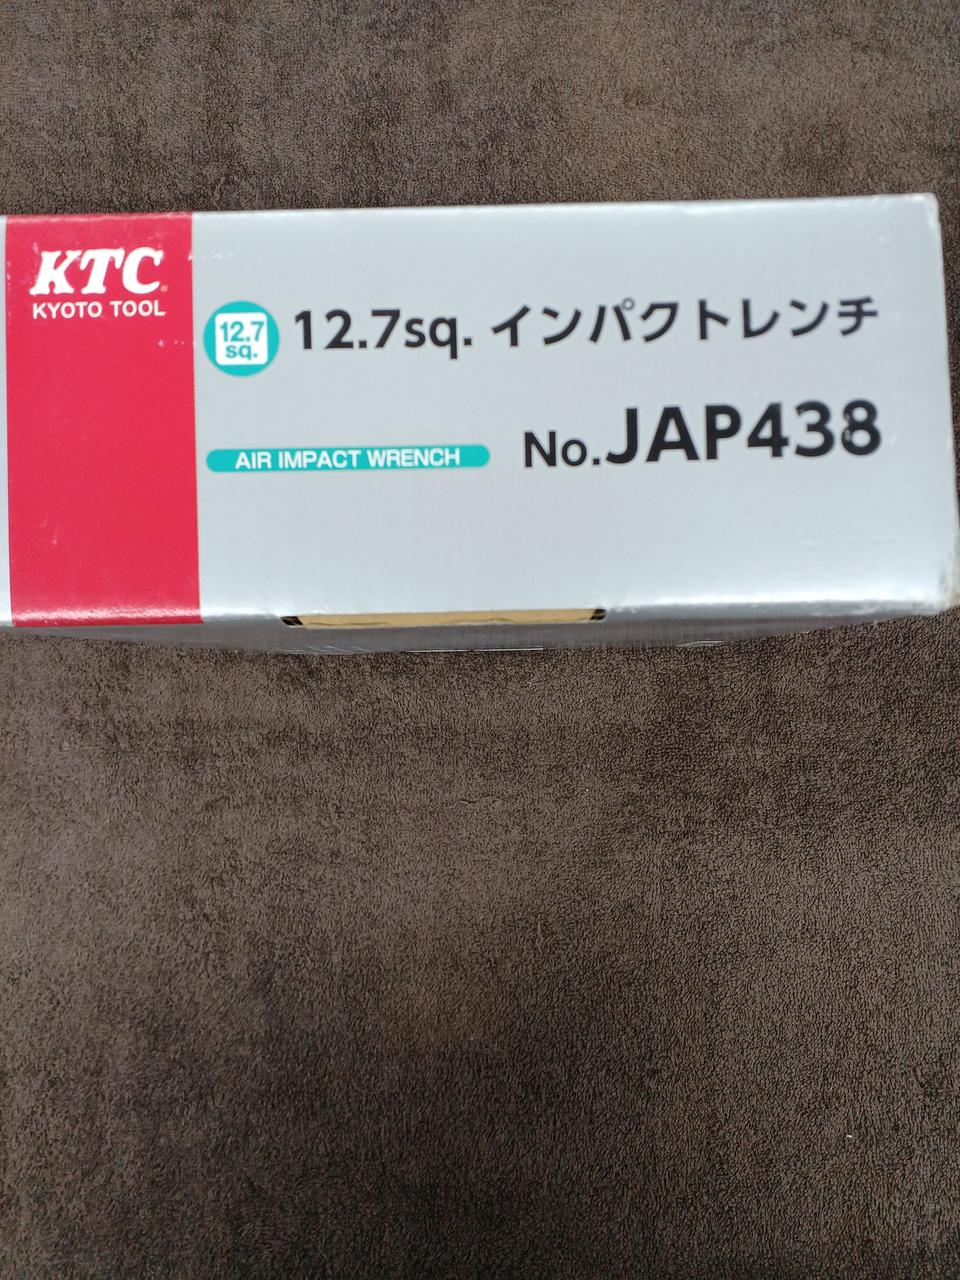 KTC
KYOTO TOOL
12.7
sq.
12.7sq. インパクトレンチ
AIR IMPACT WRENCH
No.JAP438